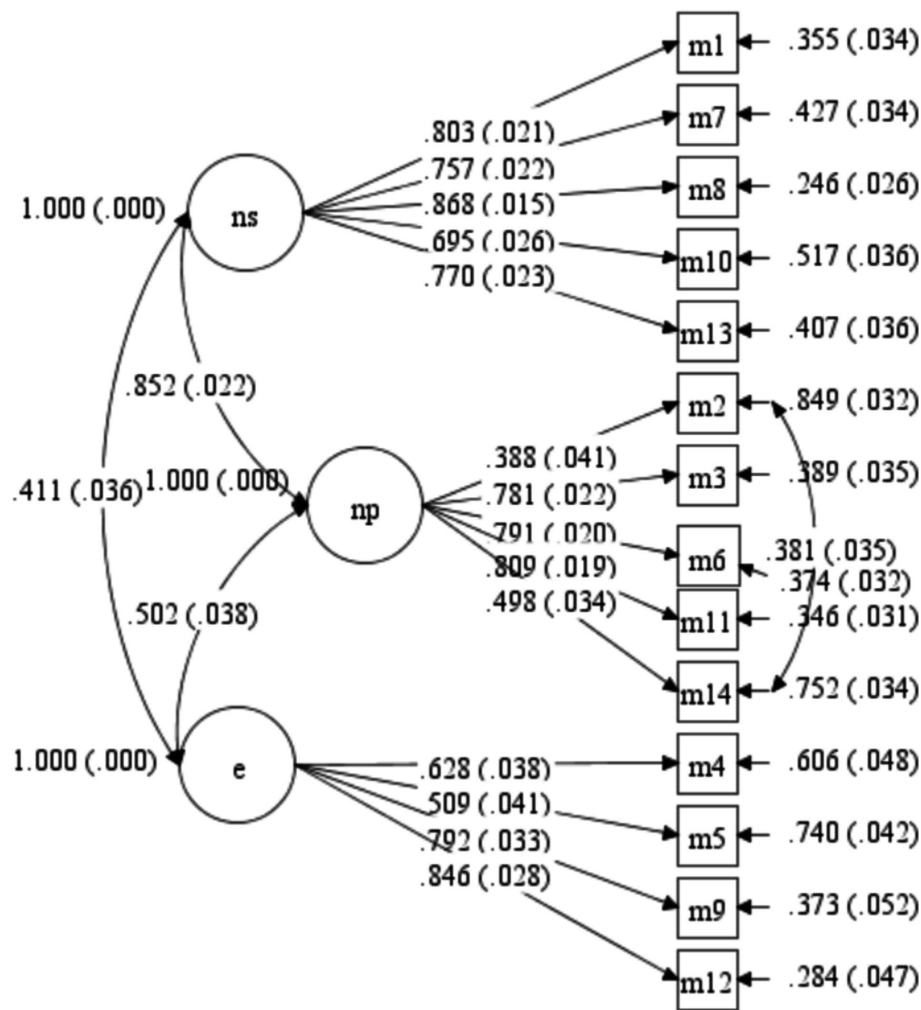 m1 .355 (.034)
m7 .427 (.034)
.803 (.021)
.757 (.022)
m8 .246 (.026)
1.000 (.000) ns .868 (.015)
.695 (.026)
m10 .517 (.036)
.770 (.023)
m13 .407 (.036)
.852 (.022)
m2 .849 (.032)
.388 (.041)
.411 (.036) 1.000 (.000) np .781 (.022)
m3 .389 (.035)
.791 (.020)
m6 .381 (.035)
.809 (.019)
.374 (.032)
.498 (.034)
m11 .346 (.031)
.502 (.038)
m14 .752 (.034)
1.000 (.000) e .628 (.038)
m4 .606 (.048)
.509 (.041)
m5 .740 (.042)
.792 (.033)
.846 (.028)
m9 .373 (.052)
m12 .284 (.047)